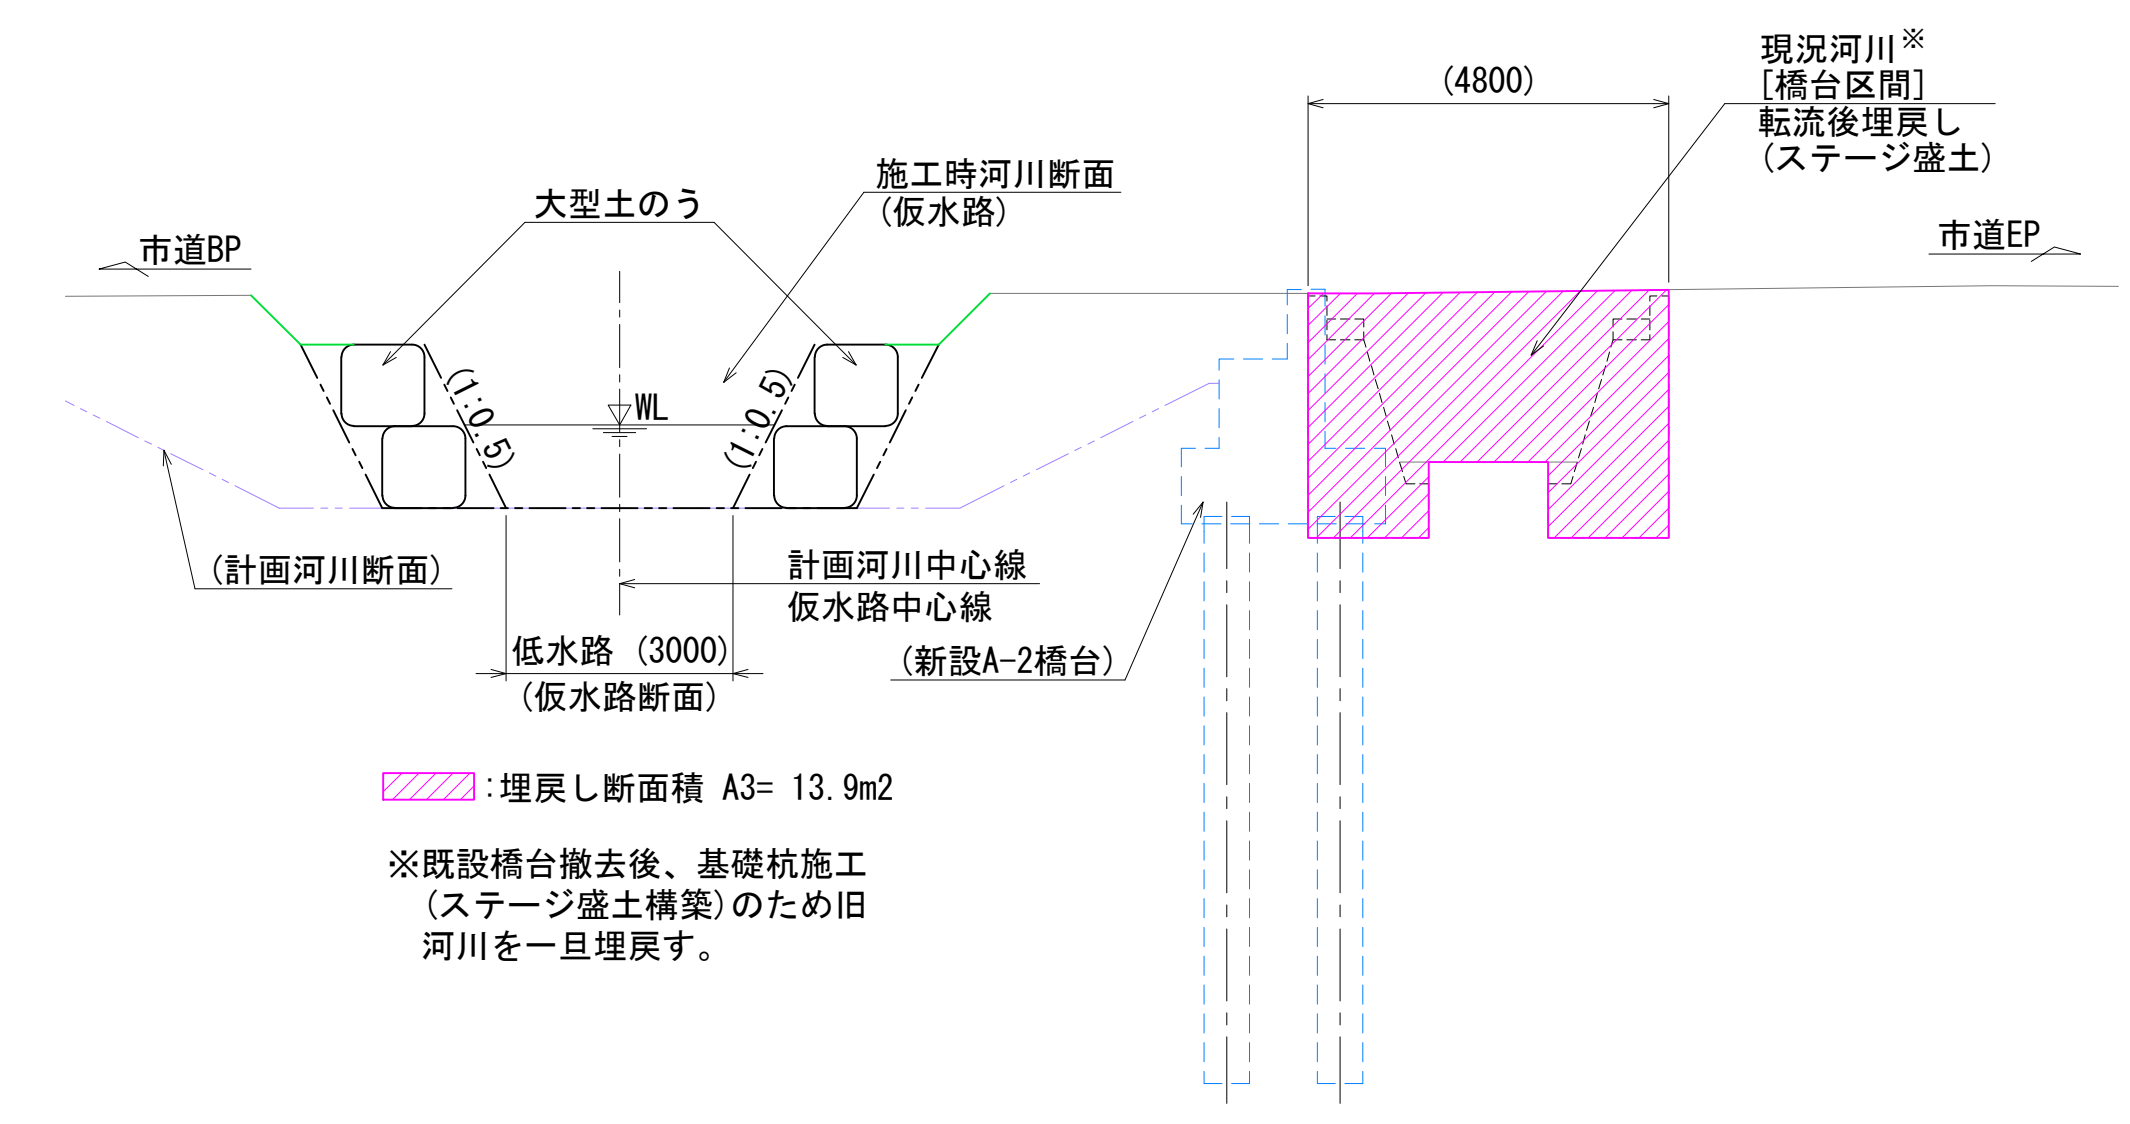 現況河川※
[橋台区間]
転流後埋戻し
(ステージ盛土)
(4800)
施工時河川断面
(仮水路)
大型土のう
市道BP
市道EP
(1:0.5)
WL
(1:0.5)
(計画河川断面)
計画河川中心線
仮水路中心線
低水路 (3000)
(仮水路断面)
(新設A-2橋台)
:埋戻し断面積 A3= 13.9m2
※既設橋台撤去後、基礎杭施工
(ステージ盛土構築)のため旧
河川を一旦埋戻す。